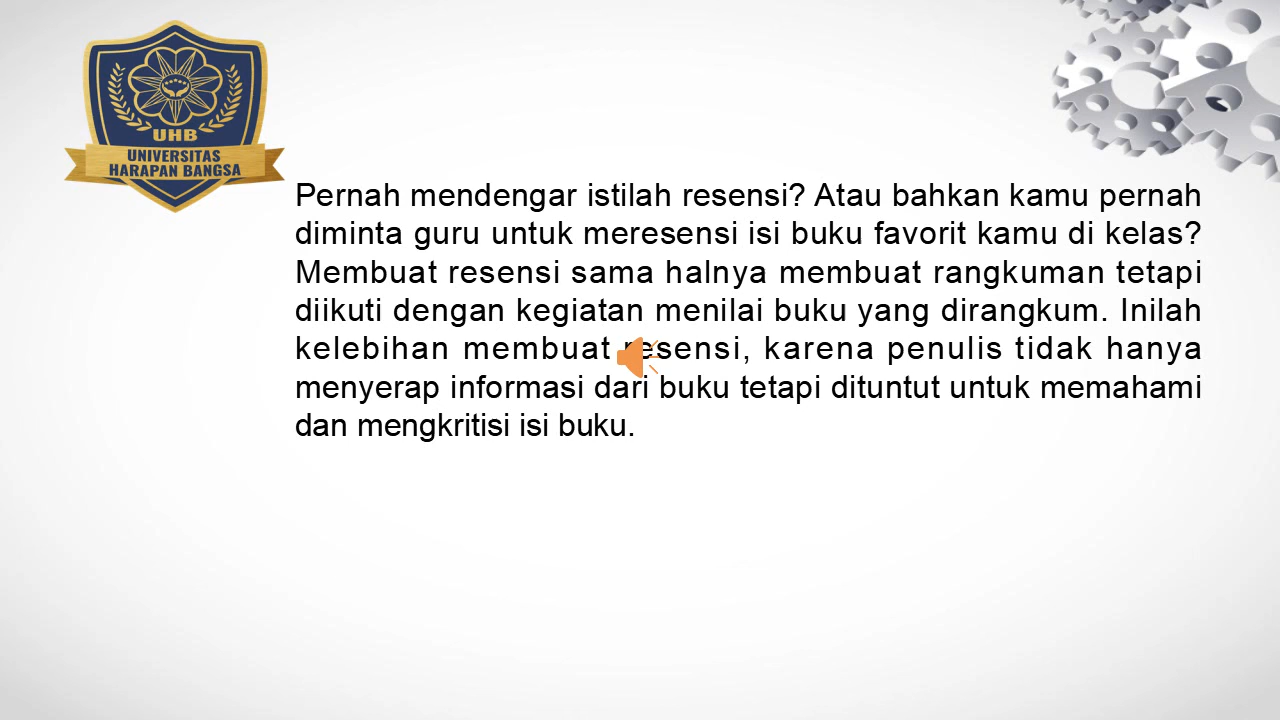 UHB
UNIVERSITAS
HARAPAN BANGSA
Pernah mendengar istilah resensi? Atau bahkan kamu pernah
diminta guru untuk meresensi isi buku favorit kamu di kelas?
Membuat resensi sama halnya membuat rangkuman tetapi
diikuti dengan kegiatan menilai buku yang dirangkum. Inilah
kelebihan membuat resensi, karena penulis tidak hanya
menyerap informasi dari buku tetapi dituntut untuk memahami
dan mengkritisi isi buku.